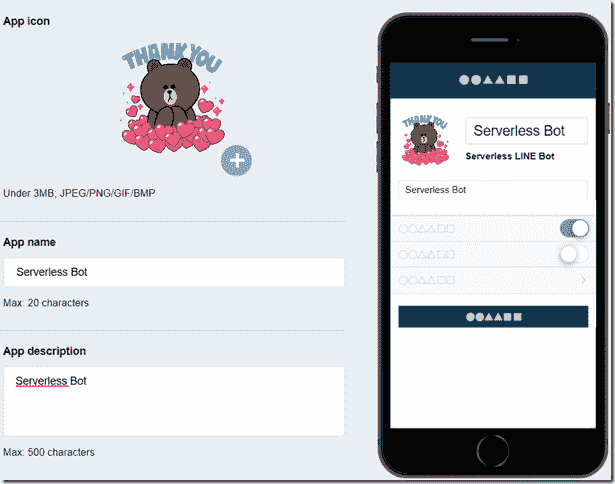 App icon
THANK YOU
Under 3MB; JPEG/PNG/GIF/BMP
App name
Serverless Bot
Max: 20 characters
App description
Serverless Bot
Max: 500 characters
THANK YOU
Serverless Bot
Serverless LINE Bot
Serverless Bot